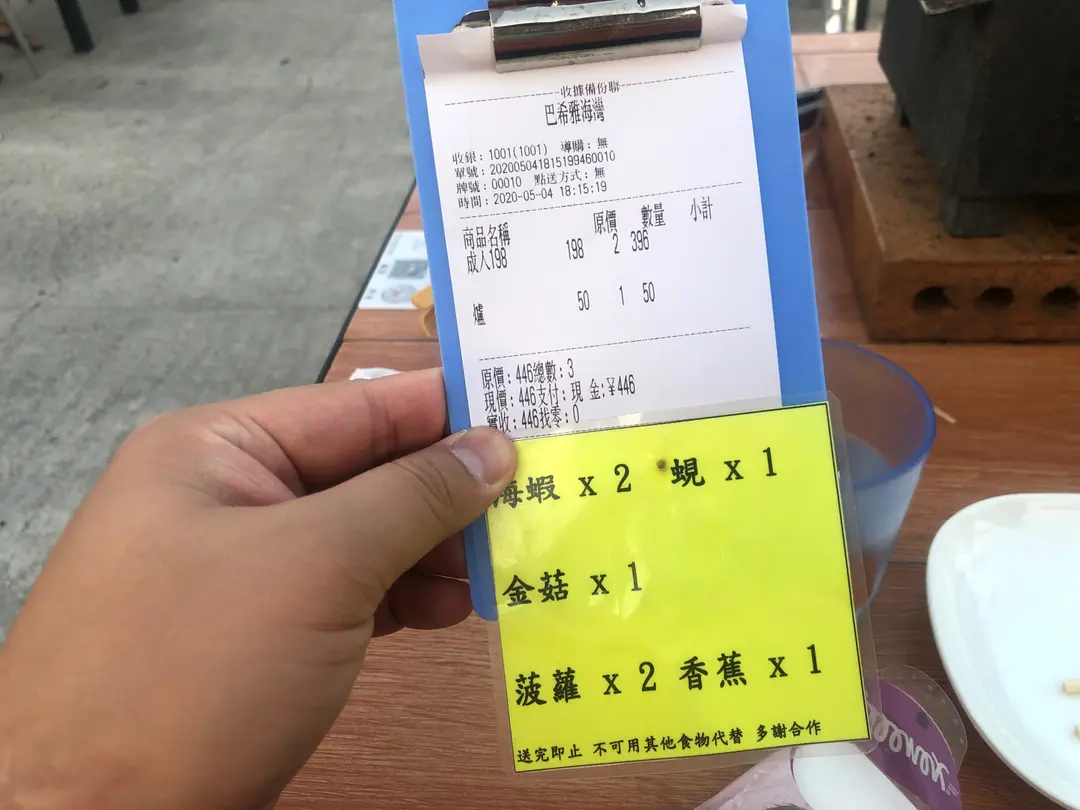 收據備份聯
巴希雅海灣
收銀：1001(1001) 導購：無
單號：202005041815199460010
牌號：00010 點送方式：無
時間：2020-05-04 18:15:19
商品名稱 原價 數量 小計
成人198 198 2 396
爐 50 1 50
原價：446總數：3
現價：446支付：現 金:¥446
實收：446找零：0
海蝦 x 2 蜆 x 1
金菇 x 1
菠蘿 x 2 香蕉 x 1
送完即止 不可用其他食物代替 多謝合作